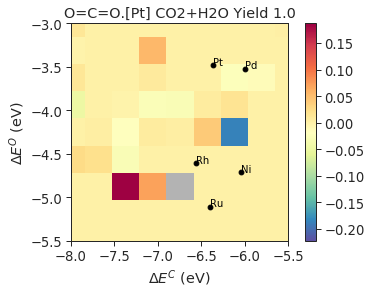 O=C=O.[Pt] CO2+H2O Yield 1.0
−3.0
−3.5
−4.0
−4.5
−5.0
−5.5
ΔE^O (eV)
Pt
Pd
Rh
Ni
Ru
−8.0 −7.5 −7.0 −6.5 −6.0 −5.5
ΔE^C (eV)
0.15
0.10
0.05
0.00
−0.05
−0.10
−0.15
−0.20